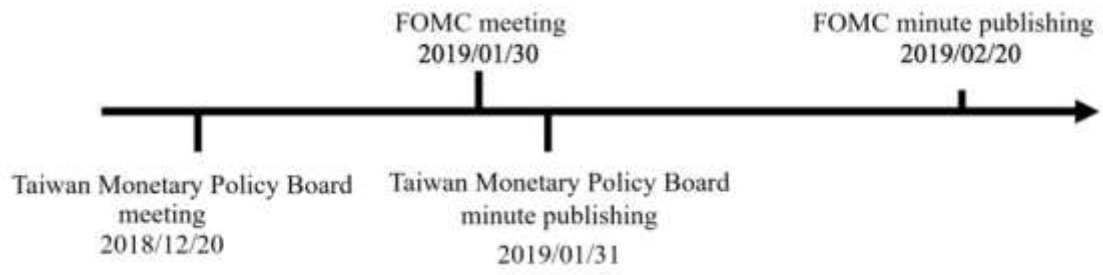 FOMC meeting
2019/01/30
FOMC minute publishing
2019/02/20
Taiwan Monetary Policy Board
meeting
2018/12/20
Taiwan Monetary Policy Board
minute publishing
2019/01/31